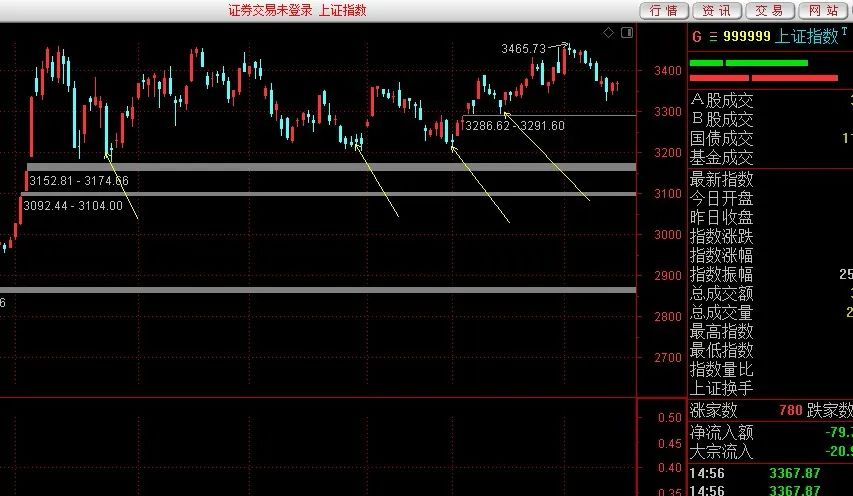 证券交易未登录 上证指数
行情 资讯 交易 网站
G 999999 上证指数
3465.73
3400
3300
3286.62 - 3291.60
3200
3152.81 - 3174.66
3100
3092.44 - 3104.00
3000
2900
2800
2700
6
0.50
0.45
0.40
0.35
A股成交
B股成交
国债成交
基金成交
最新指数
今日开盘
昨日收盘
指数涨跌
指数涨幅
指数振幅 25
总成交额
总成交量 2
最高指数
最低指数
指数量比
上证换手
涨家数 780 跌家数
净流入额 -79.
大宗流入 -20.
14:56 3367.87
14:56 3367.87